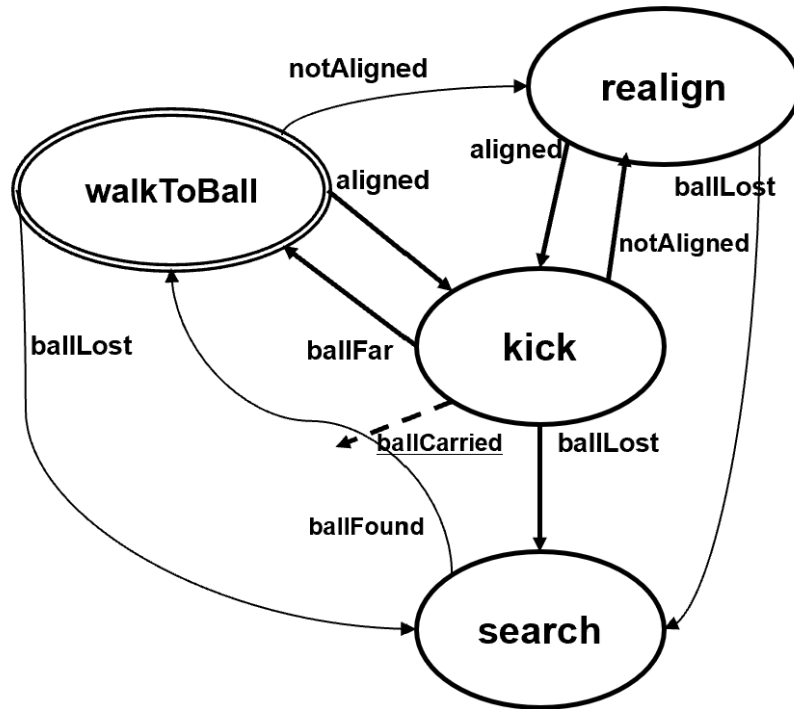 notAligned
realign
aligned
walkToBall
aligned
ballLost
notAligned
ballLost
ballFar
kick
ballCarried
ballLost
ballFound
search